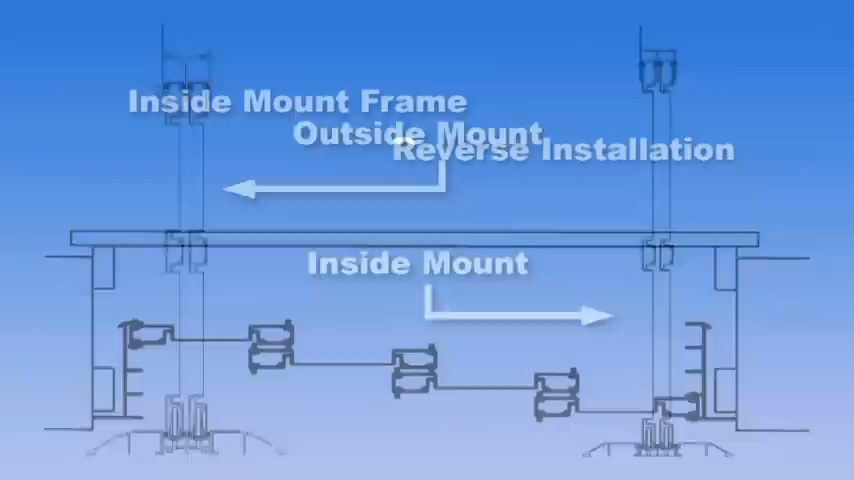 Inside Mount Frame
Outside Mount
Reverse Installation
Inside Mount